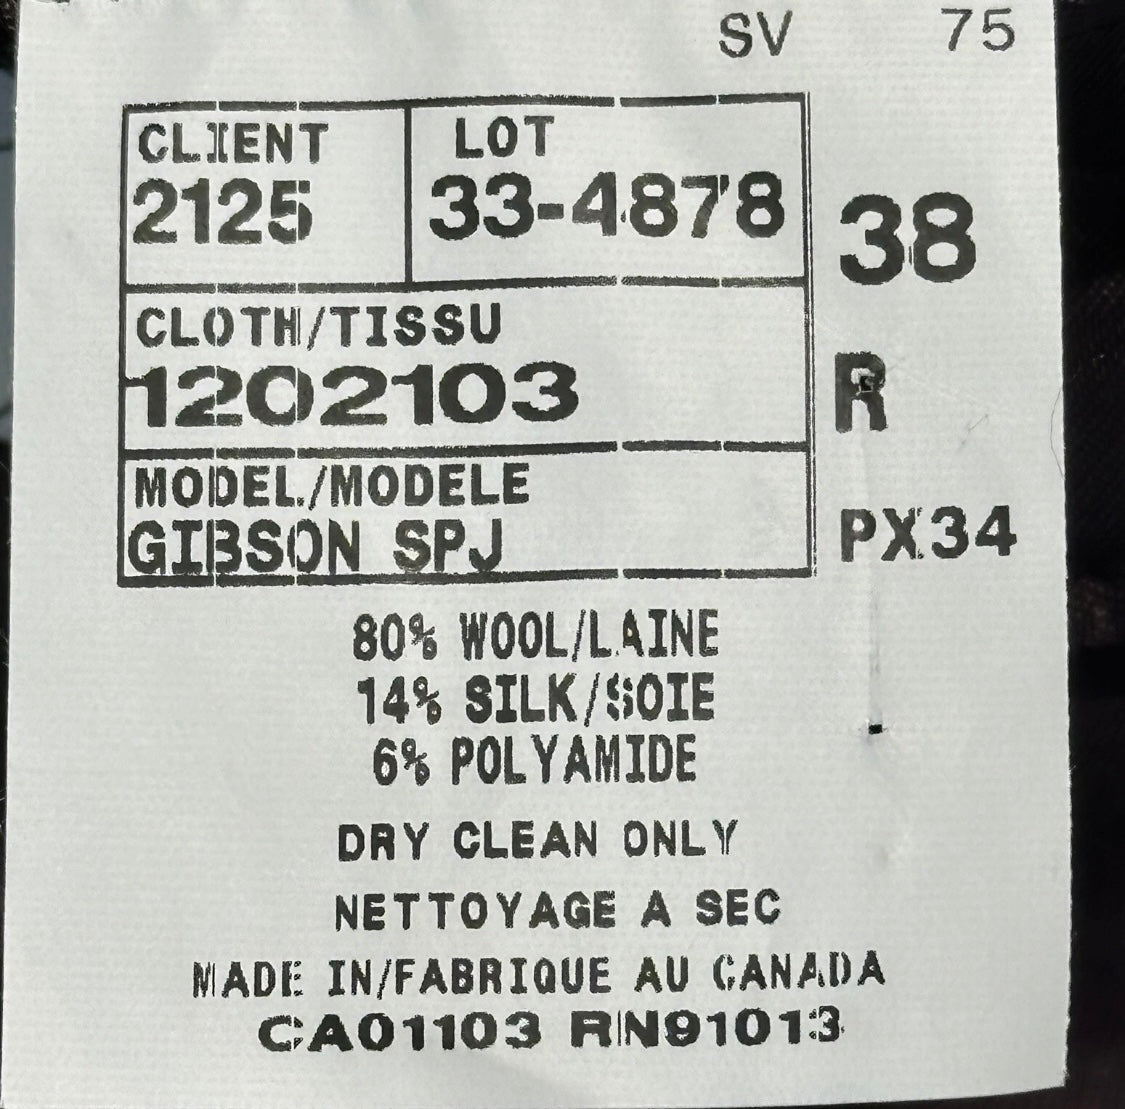 SV 75
CLIENT LOT
2125 33-4878 38
CLOTH/TISSU
1202103 R
MODEL/MODELE
GIBSON SPJ PX34
80% WOOL/LAINE
14% SILK/SOIE
6% POLYAMIDE
DRY CLEAN ONLY
NETTOYAGE A SEC
MADE IN/FABRIQUE AU CANADA
CA01103 RN91013